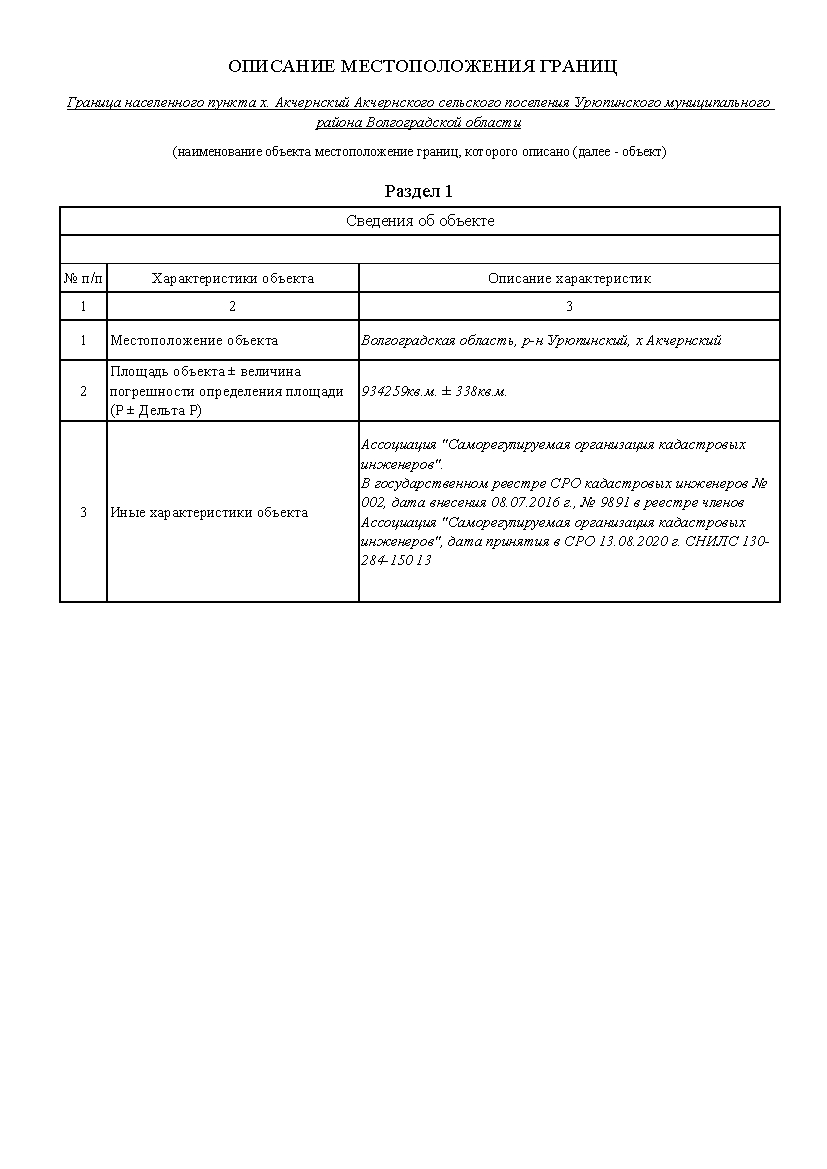 ОПИСАНИЕ МЕСТОПОЛОЖЕНИЯ ГРАНИЦ
Граница населенного пункта х. Акчернский Акчернского сельского поселения Урюпинского муниципального
района Волгоградской области
(наименование объекта местоположение границ, которого описано (далее - объект)
Раздел 1
Сведения об объекте
№ п/п Характеристики объекта Описание характеристик
1 2 3
1 Местоположение объекта Волгоградская область, р-н Урюпинский, х Акчернский
Площадь объекта ± величина
2 погрешности определения площади 934259кв.м. ± 338кв.м.
(Р ± Дельта Р)
Ассоциация "Саморегулируемая организация кадастровых
инженеров".
В государственном реестре СРО кадастровых инженеров №
002, дата внесения 08.07.2016 г., № 9891 в реестре членов
3 Иные характеристики объекта Ассоциация "Саморегулируемая организация кадастровых
инженеров", дата принятия в СРО 13.08.2020 г. СНИЛС 130-
284-150 13